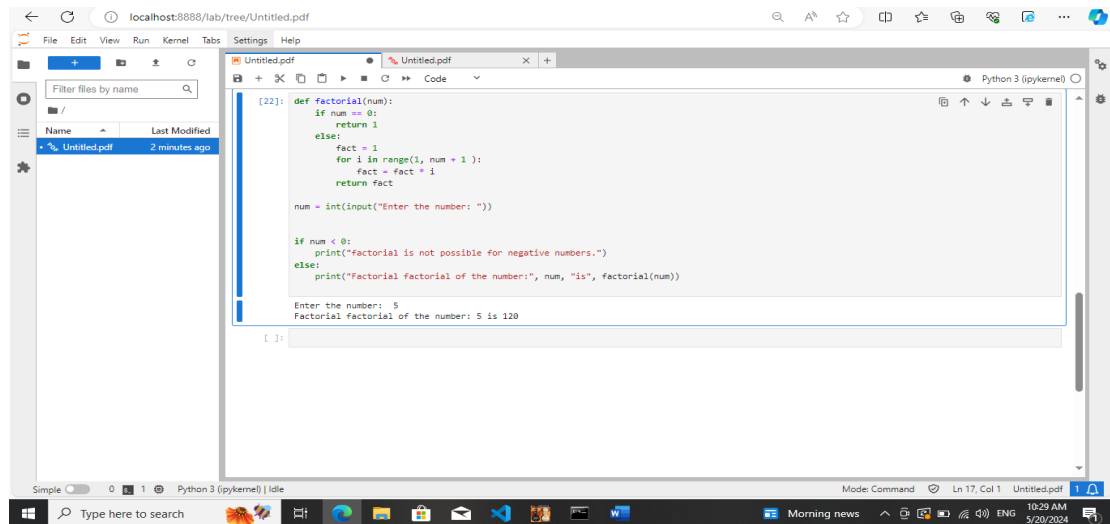 localhost:8888/lab/tree/Untitled.pdf
File Edit View Run Kernel Tabs Settings Help
Untitled.pdf
Untitled.pdf
Code
Python 3 (ipykernel)
Filter files by name
/
Name
Last Modified
Untitled.pdf
2 minutes ago
[22]:
def factorial(num):
    if num == 0:
        return 1
    else:
        fact = 1
        for i in range(1, num + 1 ):
            fact = fact * i
        return fact
num = int(input("Enter the number: "))
if num < 0:
    print("factorial is not possible for negative numbers.")
else:
    print("Factorial factorial of the number:", num, "is", factorial(num))
Enter the number:  5
Factorial factorial of the number: 5 is 120
[ ]:
Simple
0
1
Python 3 (ipykernel) | Idle
Mode: Command
Ln 17, Col 1
Untitled.pdf
1
Type here to search
Morning news
ENG
10:29 AM
5/20/2024